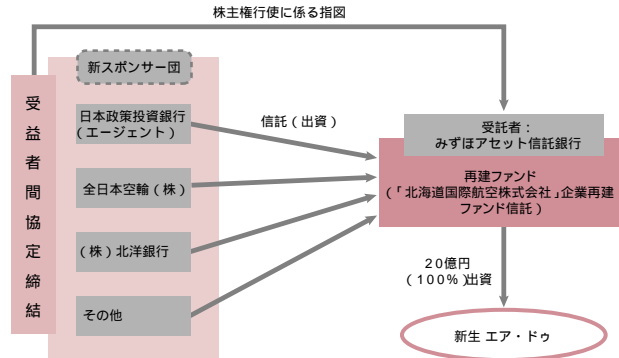 株主権行使に係る指図
新スポンサー団
受益者間協定締結
日本政策投資銀行
(エージェント)
信託(出資)
全日本空輸(株)
(株)北洋銀行
その他
受託者:
みずほアセット信託銀行
再建ファンド
(「北海道国際航空株式会社」企業再建
ファンド信託)
20億円
(100%)出資
新生 エア・ドゥ